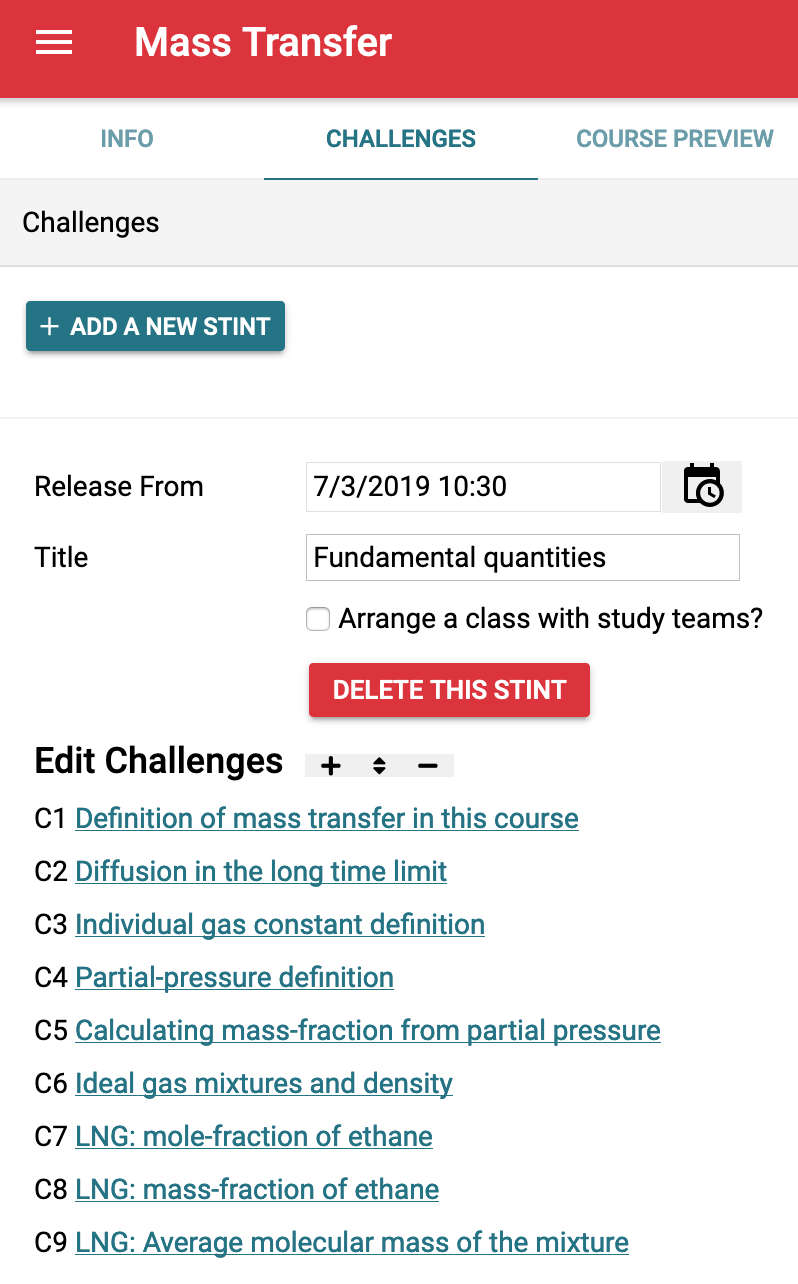 Mass Transfer
INFO CHALLENGES COURSE PREVIEW
Challenges
+ ADD A NEW STINT
Release From 7/3/2019 10:30
Title Fundamental quantities
Arrange a class with study teams?
DELETE THIS STINT
Edit Challenges
C1 Definition of mass transfer in this course
C2 Diffusion in the long time limit
C3 Individual gas constant definition
C4 Partial-pressure definition
C5 Calculating mass-fraction from partial pressure
C6 Ideal gas mixtures and density
C7 LNG: mole-fraction of ethane
C8 LNG: mass-fraction of ethane
C9 LNG: Average molecular mass of the mixture